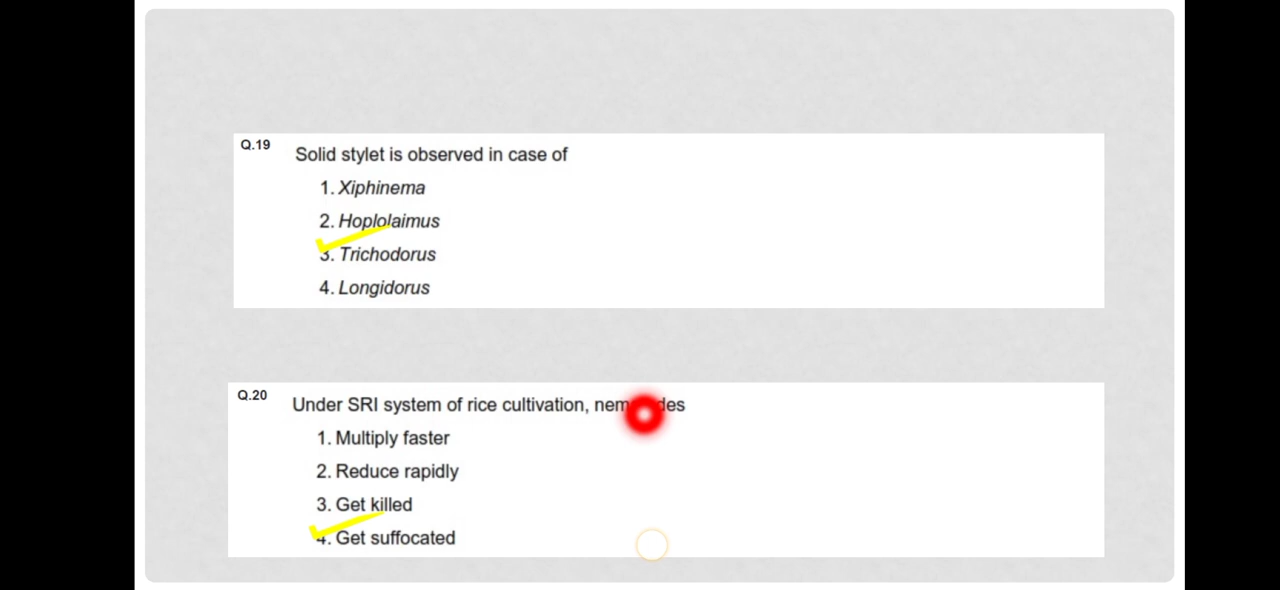 Q.19
Solid stylet is observed in case of
1. Xiphinema
2. Hoplolaimus
3. Trichodorus
4. Longidorus
Q.20
Under SRI system of rice cultivation,
1. Multiply faster
2. Reduce rapidly
3. Get killed
4. Get suffocated